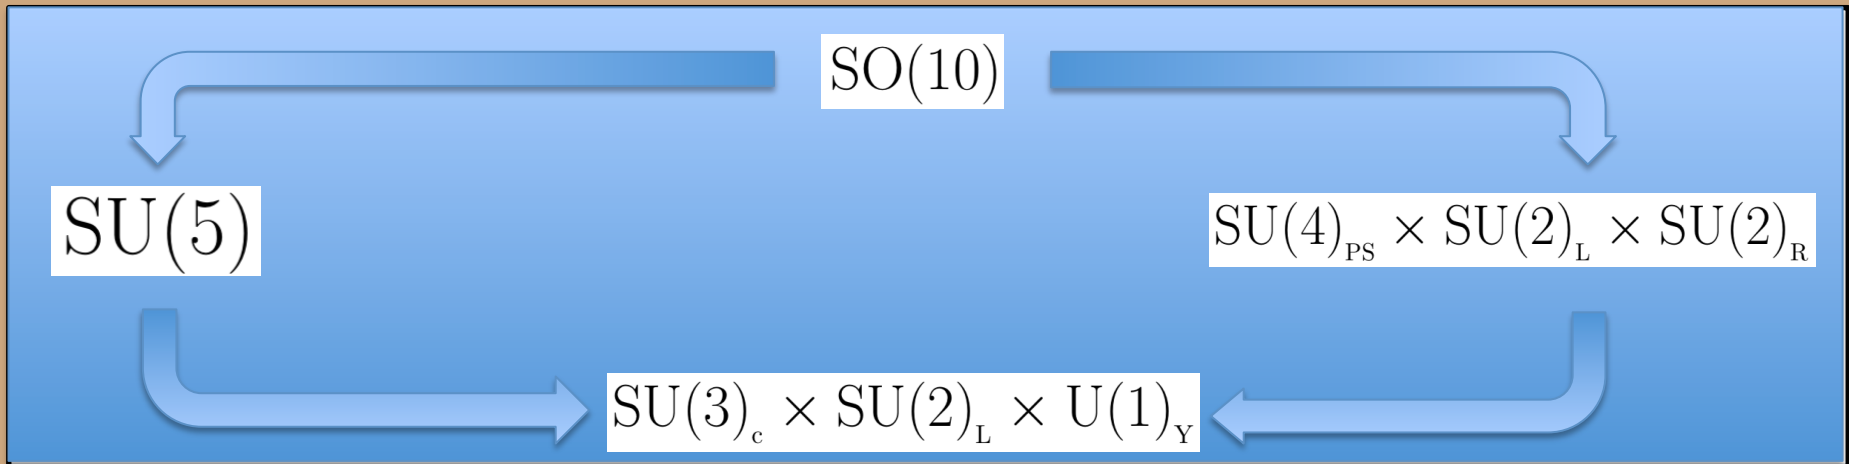 SO(10)
SU(5)
SU(4)_PS × SU(2)_L × SU(2)_R
SU(3)_c × SU(2)_L × U(1)_Y